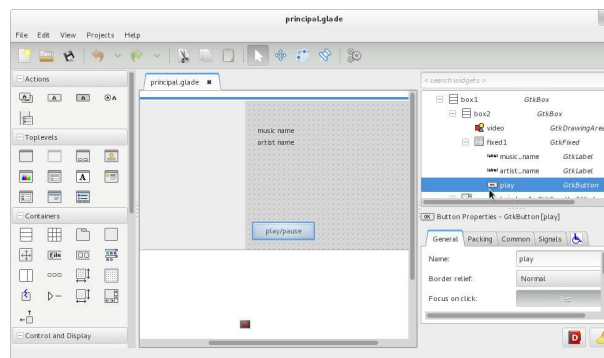 principal.glade
File Edit View Projects Help
Actions
principal.glade
< search widgets >
box1 GtkBox
box2 GtkBox
video GtkDrawingArea
fixed1 GtkFixed
music_name GtkLabel
artist_name GtkLabel
play GtkButton
Toplevels
music name
artist name
Containers
Button Properties - GtkButton [play]
play/pause
General Packing Common Signals
Name: play
Border relief: Normal
Focus on click: Yes
Control and Display